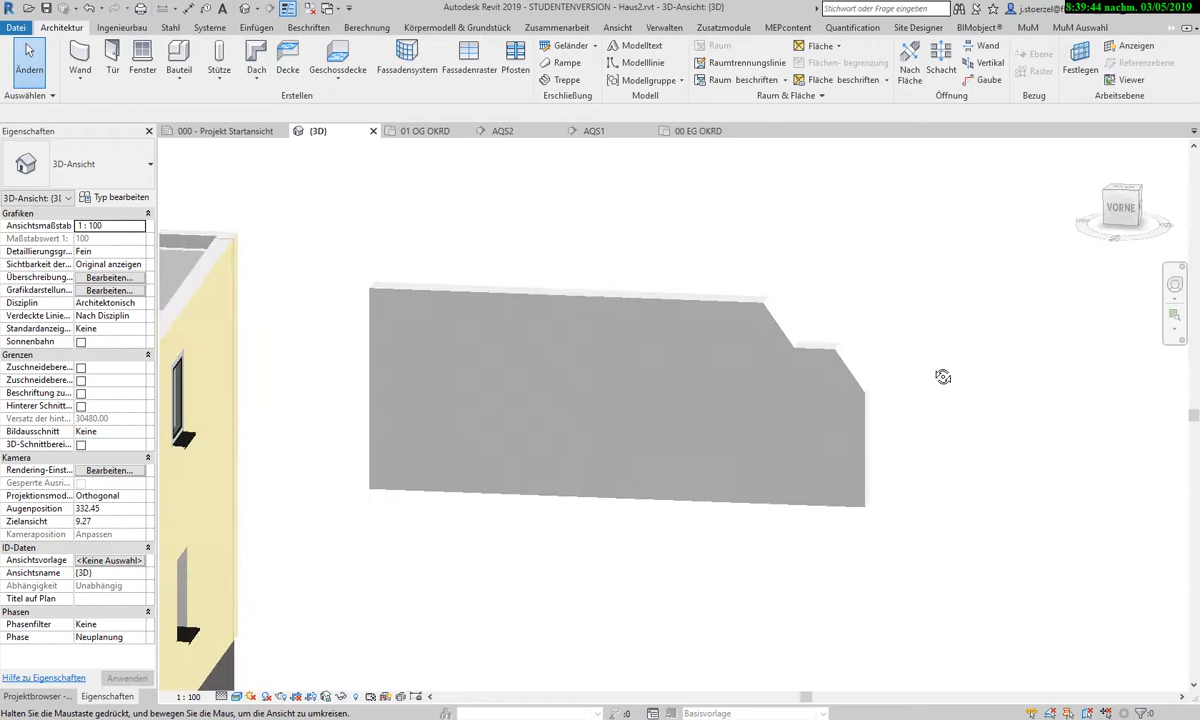 Autodesk Revit 2019 - STUDENTENVERSION - Haus2.rvt - 3D-Ansicht: {3D}
Stichwort oder Frage eingeben
j.stoerzel@...
8:39:44 nachm. 03/05/2019
Datei Architektur Ingenieurbau Stahl Systeme Einfügen Beschriften Berechnung Körpermodell & Grundstück Zusammenarbeit Ansicht Verwalten Zusatzmodule MEPcontent Quantification Site Designer BIMobject® MuM MuM Auswahl
Ändern
Wand Tür Fenster Bauteil Stütze Dach Decke Geschossdecke Fassadensystem Fassadenraster Pfosten
Geländer
Rampe
Treppe
Modelltext
Modelllinie
Modellgruppe
Raum
Raumtrennungslinie
Raum beschriften
Fläche
Flächen- begrenzung
Fläche beschriften
Nach Fläche
Schacht
Wand
Vertikal
Gaube
Ebene
Raster
Festlegen
Anzeigen
Referenzebene
Viewer
Auswählen Erstellen Erschließung Modell Raum & Fläche Öffnung Bezug Arbeitsebene
Eigenschaften
000 - Projekt Startansicht {3D} 01 OG OKRD AQS2 AQS1 00 EG OKRD
3D-Ansicht
3D-Ansicht: {3I Typ bearbeiten
Grafiken
Ansichtsmaßstab 1 : 100
Maßstabswert 1: 100
Detaillierungsgr... Fein
Sichtbarkeit der... Original anzeigen
Überschreibung... Bearbeiten...
Grafikdarstellun... Bearbeiten...
Disziplin Architektonisch
Verdeckte Linie... Nach Disziplin
Standardanzeig... Keine
Sonnenbahn
Grenzen
Zuschneidebere...
Zuschneidebere...
Beschriftung zu...
Hinterer Schnitt...
Versatz der hint... 30480.00
Bildausschnitt Keine
3D-Schnittberei...
Kamera
Rendering-Einst... Bearbeiten...
Gesperte Ausri...
Projektionsmod... Orthogonal
Augenposition 332.45
Zielansicht 9.27
Kameraposition Anpassen
ID-Daten
Ansichtsvorlage <Keine Auswahl>
Ansichtsname {3D}
Abhängigkeit Unabhängig
Titel auf Plan
Phasen
Phasenfilter Keine
Phase Neuplanung
Hilfe zu Eigenschaften Anwenden
Projektbrowser -... Eigenschaften
VORNE
1 : 100
Halten Sie die Maustaste gedrückt, und bewegen Sie die Maus, um die Ansicht zu umkreisen.
:0 Basisvorlage :0